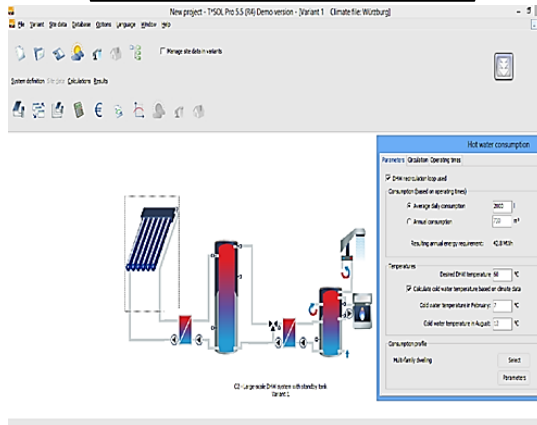 New project - T*SOL Pro 5.5 (R4) Demo version - [Variant 1 Climate file: Würzburg]
File Variant Site data Database Options Language Window Help
Manage site data in variants
System definition Site data Calculations Results
Hot water consumption
Parameters Circulation Operating times
DHW recirculation loop used
Consumption (based on operating times)
Average daily consumption 2000 l
Annual consumption 730 m³
Resulting annual energy requirement: 42.8 MWh
Temperatures
Desired DHW temperature: 60 °C
Calculate cold water temperature based on climate data
Cold water temperature in February: 7 °C
Cold water temperature in August: 12 °C
Consumption profile
Multi-family dwelling Select
Parameters
C2 - Large-scale DHW system with standby tank
Variant 1